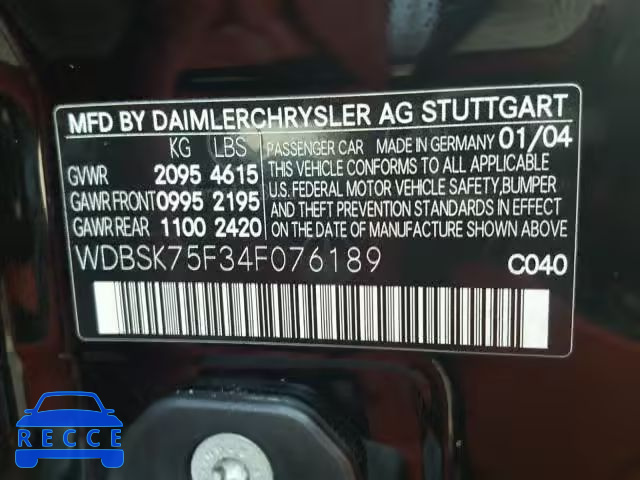 MFD BY DAIMLERCHRYSLER AG STUTTGART
KG LBS
GVWR 2095 4615
GAWR FRONT 0995 2195
GAWR REAR 1100 2420
PASSENGER CAR MADE IN GERMANY 01/04
THIS VEHICLE CONFORMS TO ALL APPLICABLE
U.S. FEDERAL MOTOR VEHICLE SAFETY, BUMPER
AND THEFT PREVENTION STANDARDS IN EFFECT
ON THE DATE OF MANUFACTURE SHOWN ABOVE
WDBSK75F34F076189
C040
RECCE